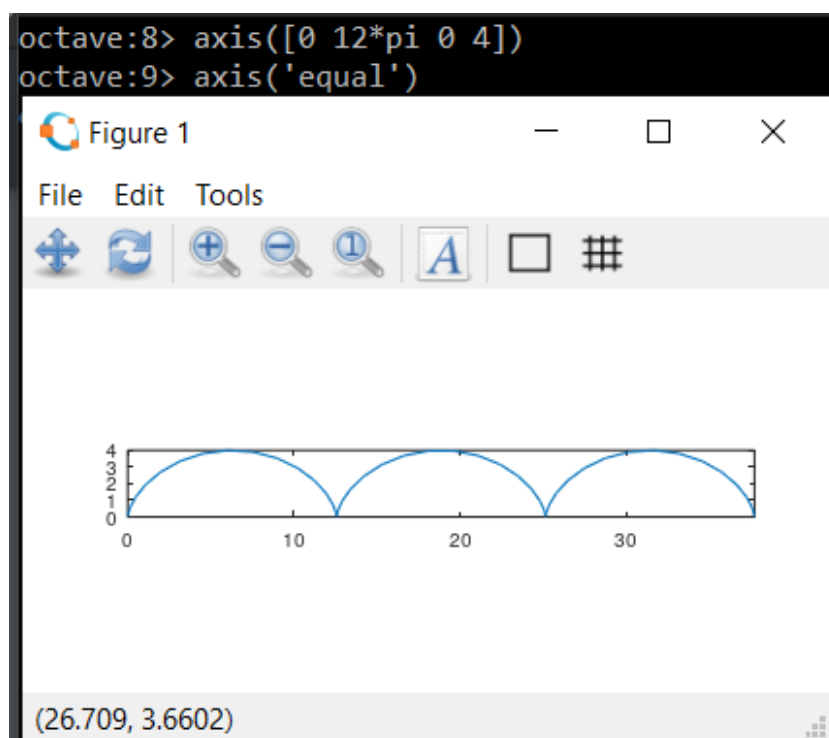 octave:8> axis([0 12*pi 0 4])
octave:9> axis('equal')
Figure 1
File Edit Tools
A
4
3
2
1
0
0 10 20 30
(26.709, 3.6602)